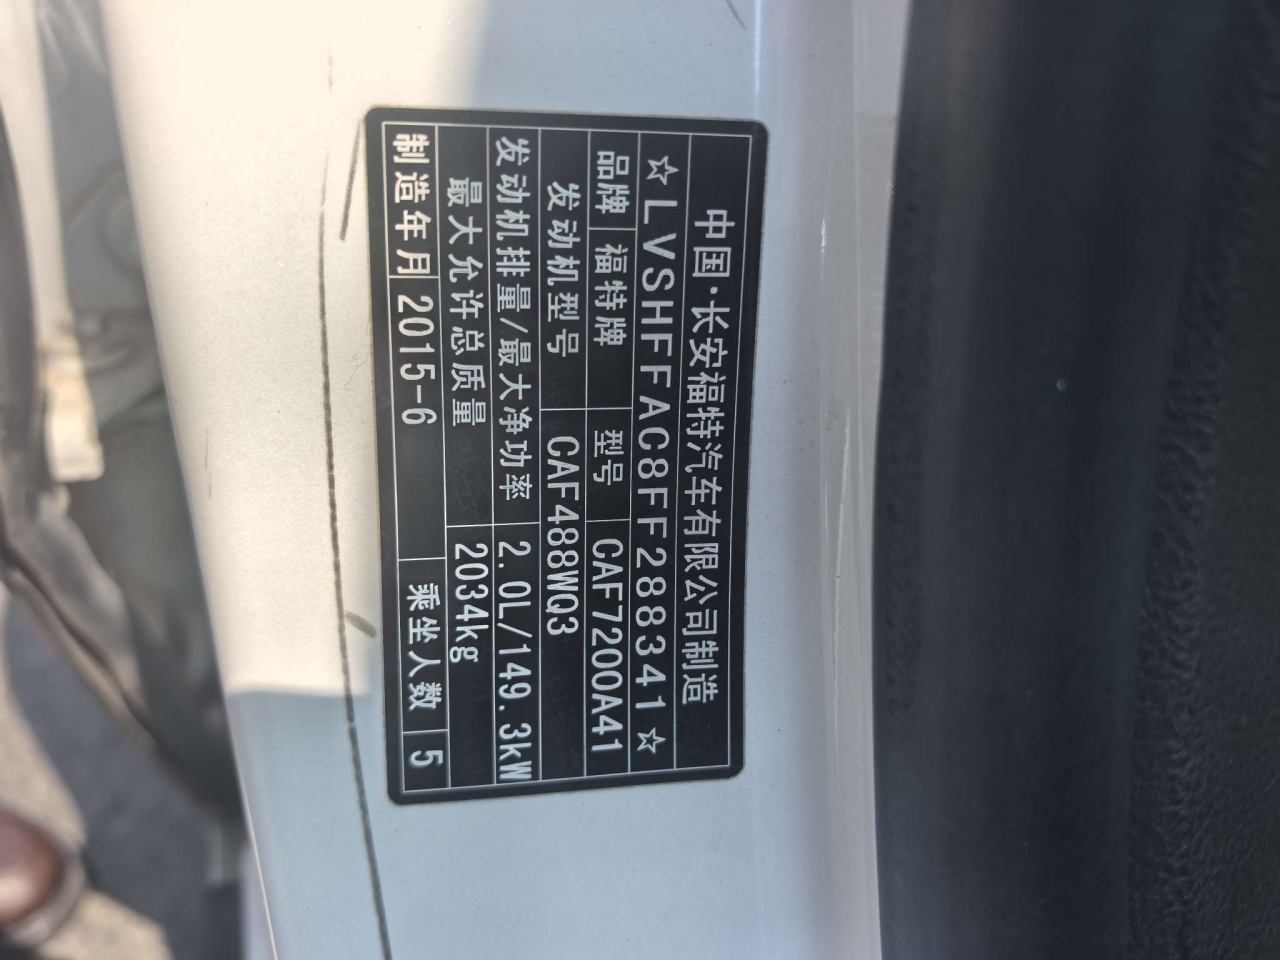 中国·长安福特汽车有限公司制造
☆LVSHFFAC8FF288341☆
品牌 福特牌 型号 CAF7200A41
发动机型号 CAF488WQ3
发动机排量/最大净功率 2.0L/149.3kW
最大允许总质量 2034kg
制造年月 2015-6 乘坐人数 5